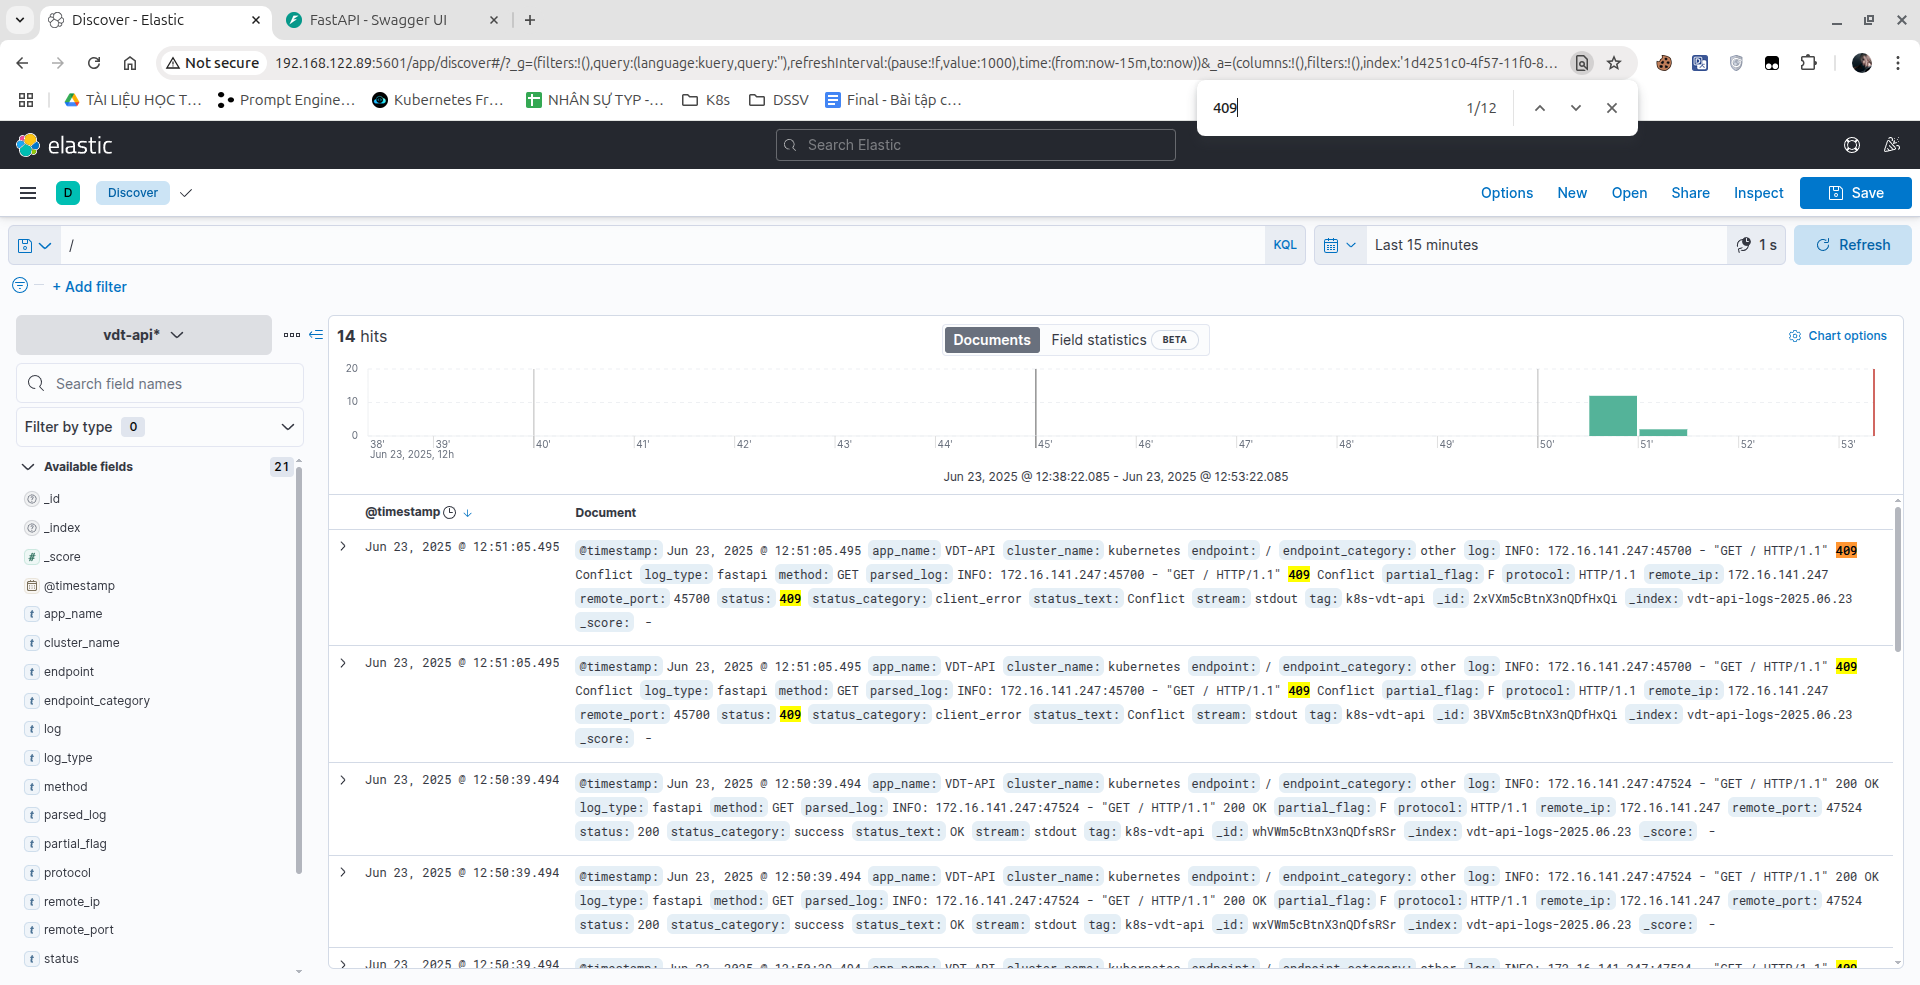 Discover - Elastic
FastAPI - Swagger UI
Not secure
192.168.122.89:5601/app/discover#/?_g=(filters:!(),query:(language:kuery,query:''),refreshInterval:(pause:!f,value:1000),time:(from:now-15m,to:now))&_a=(columns:!(),filters:!(),index:'1d4251c0-4f57-11f0-8...
TÀI LIỆU HỌC T...
Prompt Engine...
Kubernetes Fr...
NHÂN SỰ TYP -...
K8s
DSSV
Final - Bài tập c...
409
1/12
elastic
Search Elastic
D
Discover
Options
New
Open
Share
Inspect
Save
/
KQL
Last 15 minutes
1 s
Refresh
+ Add filter
vdt-api*
Search field names
Filter by type 0
Available fields
21
_id
_index
# _score
@timestamp
t app_name
t cluster_name
t endpoint
t endpoint_category
t log
t log_type
t method
t parsed_log
t partial_flag
t protocol
t remote_ip
t remote_port
t status
14 hits
Documents
Field statistics
BETA
Chart options
20
10
0
38' 39' 40' 41' 42' 43' 44' 45' 46' 47' 48' 49' 50' 51' 52' 53'
Jun 23, 2025, 12h
Jun 23, 2025 @ 12:38:22.085 - Jun 23, 2025 @ 12:53:22.085
@timestamp
Document
Jun 23, 2025 @ 12:51:05.495
@timestamp: Jun 23, 2025 @ 12:51:05.495 app_name: VDT-API cluster_name: kubernetes endpoint: / endpoint_category: other log: INFO: 172.16.141.247:45700 - "GET / HTTP/1.1" 409
Conflict log_type: fastapi method: GET parsed_log: INFO: 172.16.141.247:45700 - "GET / HTTP/1.1" 409 Conflict partial_flag: F protocol: HTTP/1.1 remote_ip: 172.16.141.247
remote_port: 45700 status: 409 status_category: client_error status_text: Conflict stream: stdout tag: k8s-vdt-api _id: 2xVXm5cBtnX3nQDfHxQi _index: vdt-api-logs-2025.06.23
_score: -
Jun 23, 2025 @ 12:51:05.495
@timestamp: Jun 23, 2025 @ 12:51:05.495 app_name: VDT-API cluster_name: kubernetes endpoint: / endpoint_category: other log: INFO: 172.16.141.247:45700 - "GET / HTTP/1.1" 409
Conflict log_type: fastapi method: GET parsed_log: INFO: 172.16.141.247:45700 - "GET / HTTP/1.1" 409 Conflict partial_flag: F protocol: HTTP/1.1 remote_ip: 172.16.141.247
remote_port: 45700 status: 409 status_category: client_error status_text: Conflict stream: stdout tag: k8s-vdt-api _id: 3BVXm5cBtnX3nQDfHxQi _index: vdt-api-logs-2025.06.23
_score: -
Jun 23, 2025 @ 12:50:39.494
@timestamp: Jun 23, 2025 @ 12:50:39.494 app_name: VDT-API cluster_name: kubernetes endpoint: / endpoint_category: other log: INFO: 172.16.141.247:47524 - "GET / HTTP/1.1" 200 OK
log_type: fastapi method: GET parsed_log: INFO: 172.16.141.247:47524 - "GET / HTTP/1.1" 200 OK partial_flag: F protocol: HTTP/1.1 remote_ip: 172.16.141.247 remote_port: 47524
status: 200 status_category: success status_text: OK stream: stdout tag: k8s-vdt-api _id: whVWm5cBtnX3nQDfsRSr _index: vdt-api-logs-2025.06.23 _score: -
Jun 23, 2025 @ 12:50:39.494
@timestamp: Jun 23, 2025 @ 12:50:39.494 app_name: VDT-API cluster_name: kubernetes endpoint: / endpoint_category: other log: INFO: 172.16.141.247:47524 - "GET / HTTP/1.1" 200 OK
log_type: fastapi method: GET parsed_log: INFO: 172.16.141.247:47524 - "GET / HTTP/1.1" 200 OK partial_flag: F protocol: HTTP/1.1 remote_ip: 172.16.141.247 remote_port: 47524
status: 200 status_category: success status_text: OK stream: stdout tag: k8s-vdt-api _id: wxVWm5cBtnX3nQDfsRSr _index: vdt-api-logs-2025.06.23 _score: -
Jun 23, 2025 @ 12:50:39.494